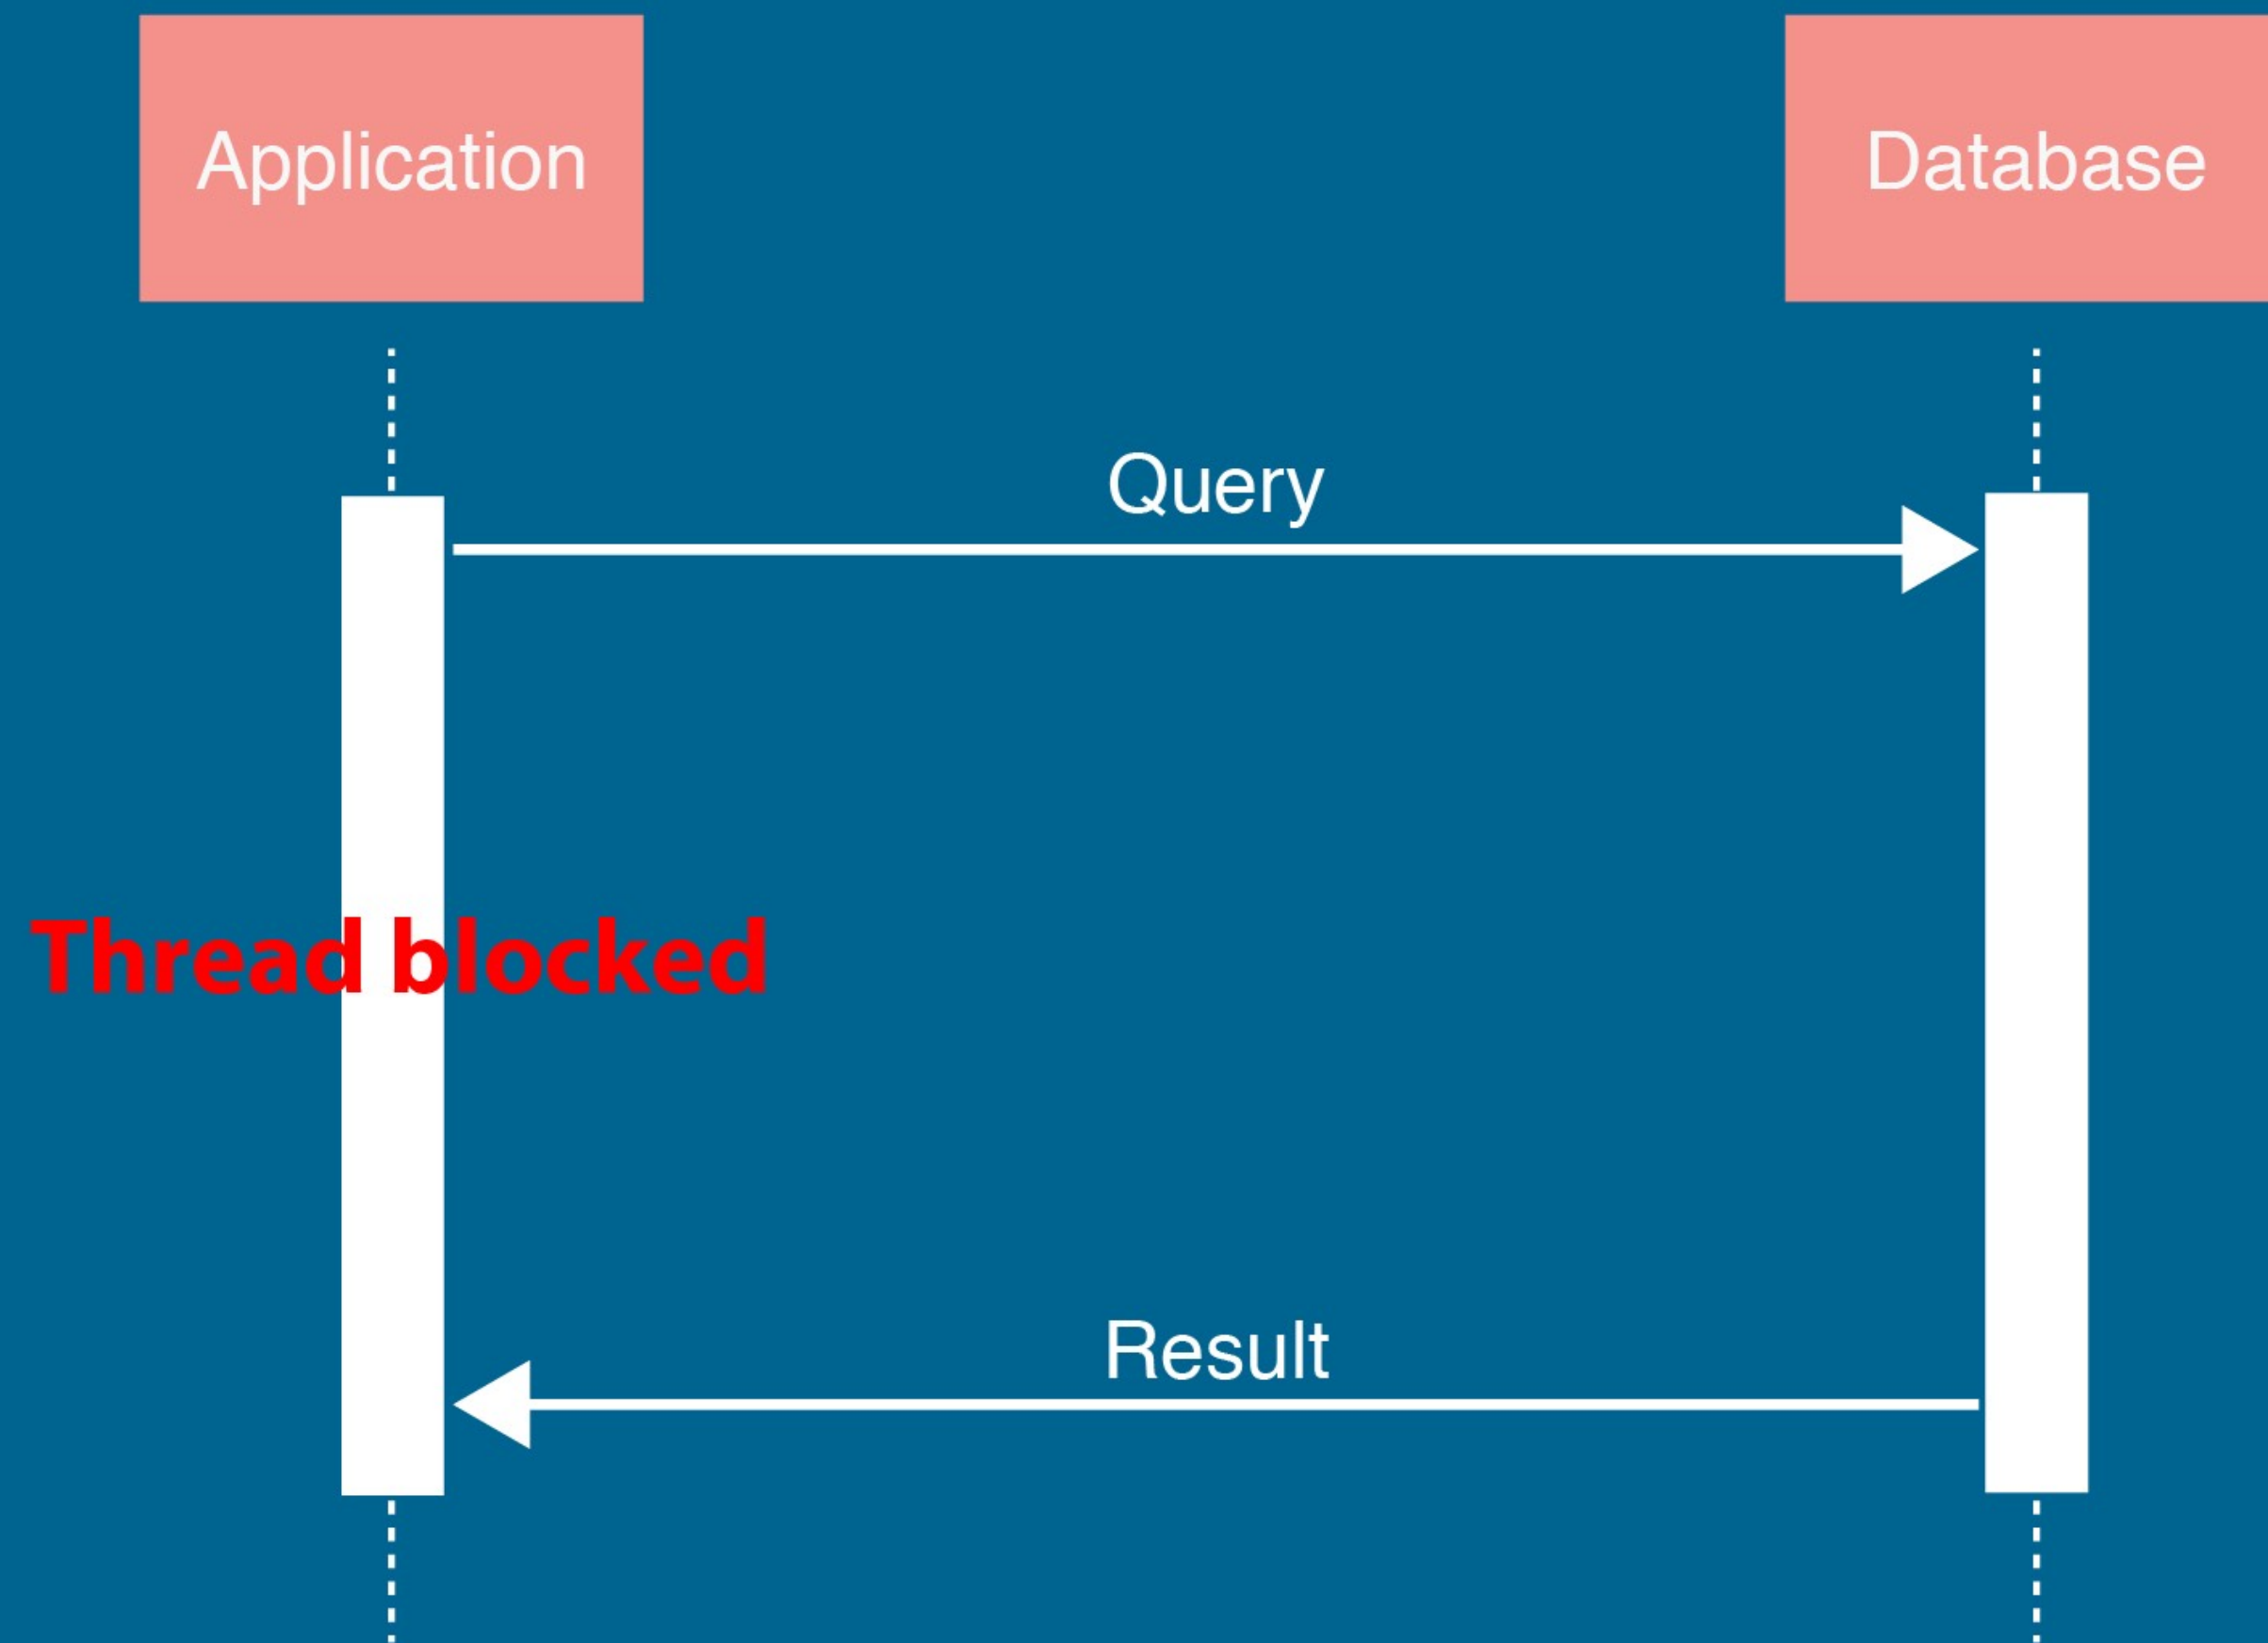 Application
Database
Query
Thread blocked
Result